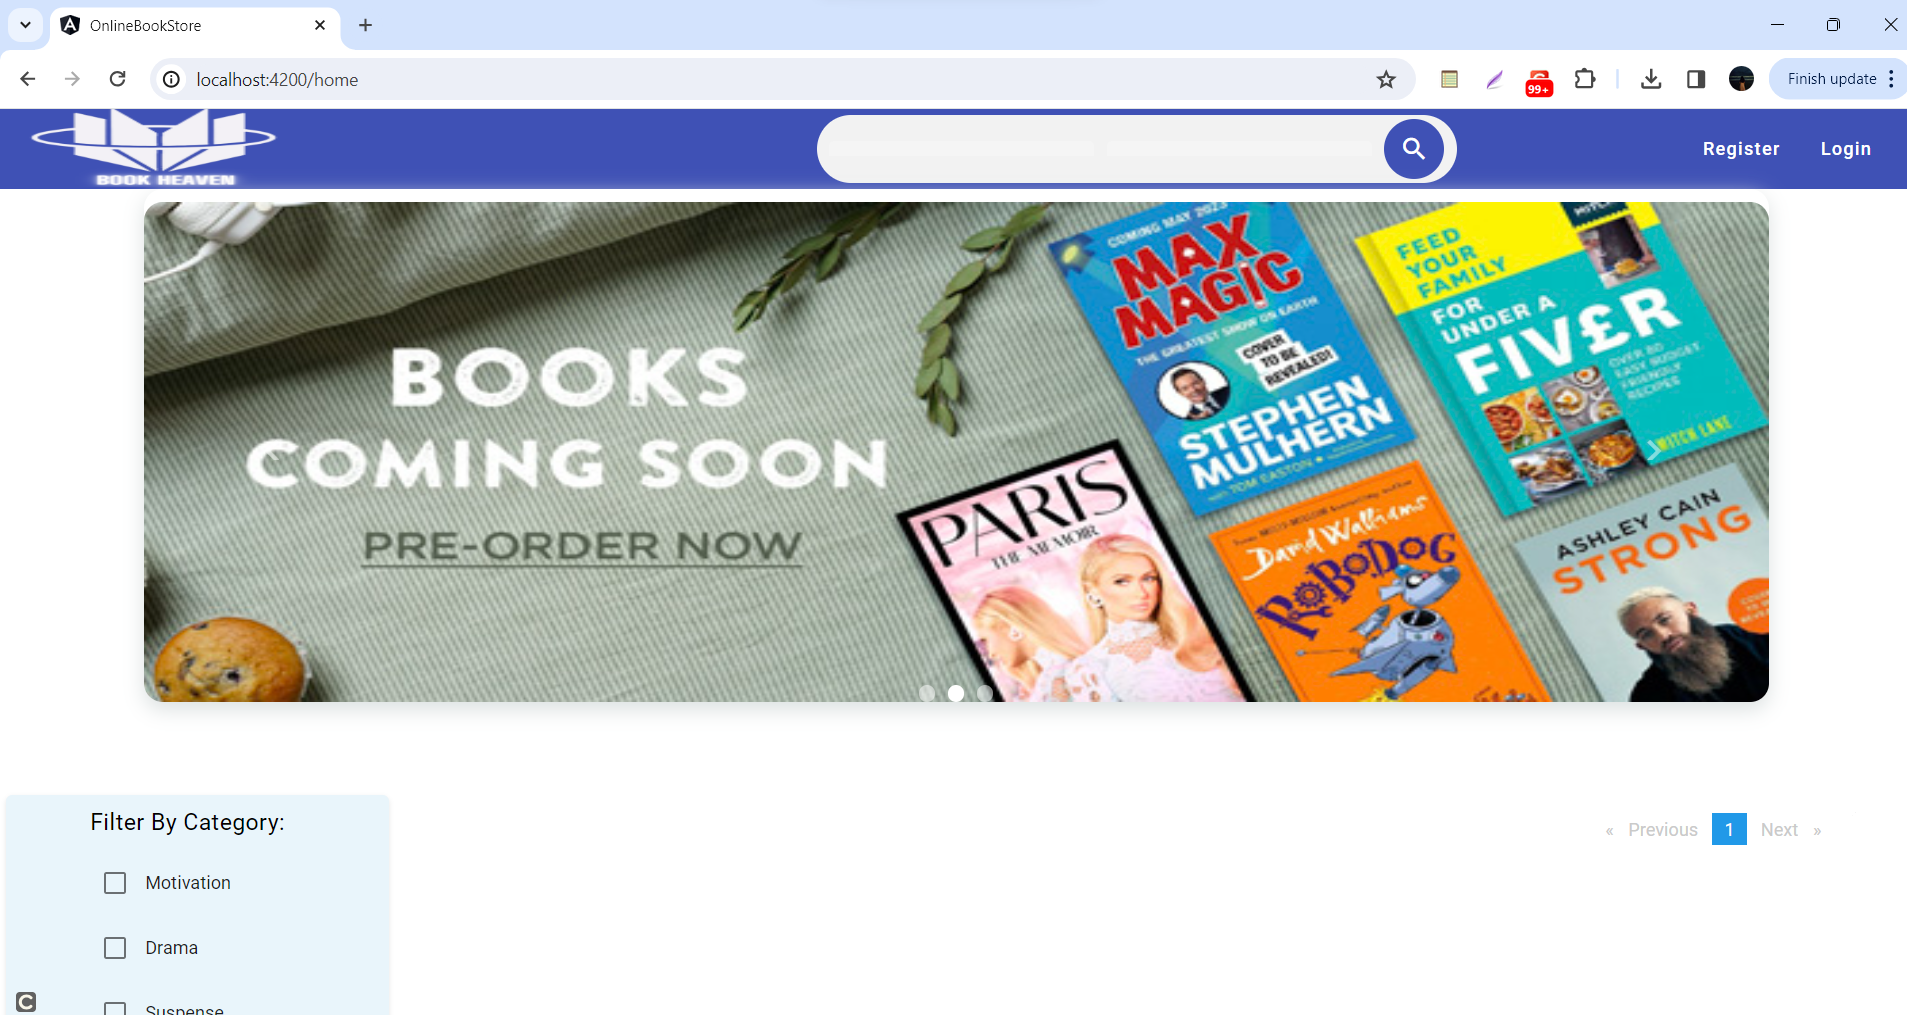 OnlineBookStore
localhost:4200/home
99+
Finish update
BOOK HEAVEN
Register
Login
BOOKS
COMING SOON
PRE-ORDER NOW
COMING MAY 2023
MAX
MAGIC
THE GREATEST SHOW ON EARTH
COVER
TO BE
REVEALED!
STEPHEN
MULHERN
with TOM EASTON
FEED
YOUR
FAMILY
FOR
UNDER A
FIV£R
OVER 80
EASY BUDGET
FRIENDLY
RECIPES
MITCH LANE
PARIS
THE MEMOIR
David Walliams
ROBODOG
ASHLEY CAIN
STRONG
Filter By Category:
Motivation
Drama
Suspense
« Previous 1 Next »
C